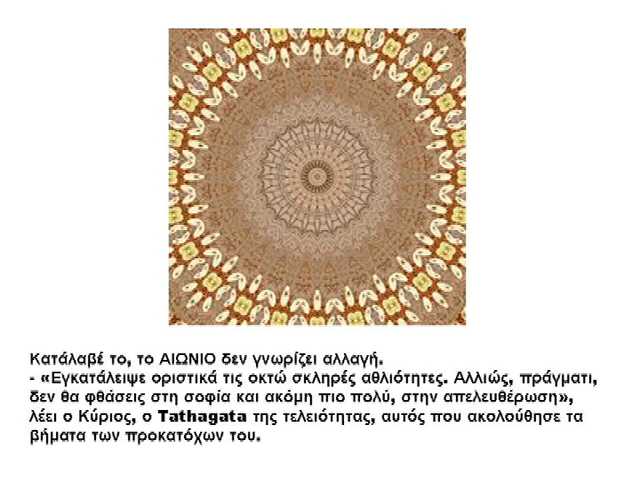 Κατάλαβέ το, το ΑΙΩΝΙΟ δεν γνωρίζει αλλαγή.
- «Εγκατάλειψε οριστικά τις οκτώ σκληρές αθλιότητες. Αλλιώς, πράγματι,
δεν θα φθάσεις στη σοφία και ακόμη πιο πολύ, στην απελευθέρωση»,
λέει ο Κύριος, ο Tathagata της τελειότητας, αυτός που ακολούθησε τα
βήματα των προκατόχων του.